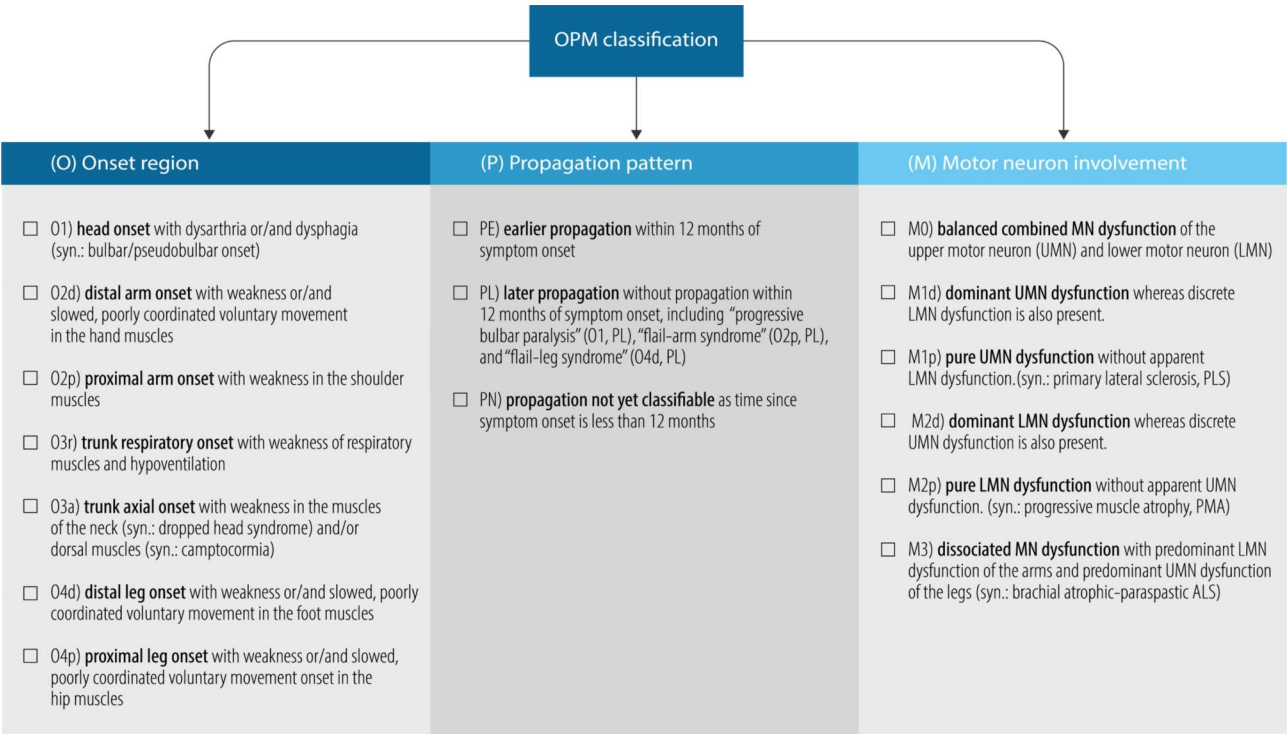 OPM classification
(O) Onset region
☐ O1) head onset with dysarthria or/and dysphagia
(syn.: bulbar/pseudobulbar onset)
☐ O2d) distal arm onset with weakness or/and
slowed, poorly coordinated voluntary movement
in the hand muscles
☐ O2p) proximal arm onset with weakness in the shoulder
muscles
☐ O3r) trunk respiratory onset with weakness of respiratory
muscles and hypoventilation
☐ O3a) trunk axial onset with weakness in the muscles
of the neck (syn.: dropped head syndrome) and/or
dorsal muscles (syn.: camptocormia)
☐ O4d) distal leg onset with weakness or/and slowed, poorly
coordinated voluntary movement in the foot muscles
☐ O4p) proximal leg onset with weakness or/and slowed,
poorly coordinated voluntary movement onset in the
hip muscles
(P) Propagation pattern
☐ PE) earlier propagation within 12 months of
symptom onset
☐ PL) later propagation without propagation within
12 months of symptom onset, including “progressive
bulbar paralysis” (O1, PL), “flail-arm syndrome” (O2p, PL),
and “flail-leg syndrome” (O4d, PL)
☐ PN) propagation not yet classifiable as time since
symptom onset is less than 12 months
(M) Motor neuron involvement
☐ M0) balanced combined MN dysfunction of the
upper motor neuron (UMN) and lower motor neuron (LMN)
☐ M1d) dominant UMN dysfunction whereas discrete
LMN dysfunction is also present.
☐ M1p) pure UMN dysfunction without apparent
LMN dysfunction.(syn.: primary lateral sclerosis, PLS)
☐ M2d) dominant LMN dysfunction whereas discrete
UMN dysfunction is also present.
☐ M2p) pure LMN dysfunction without apparent UMN
dysfunction. (syn.: progressive muscle atrophy, PMA)
☐ M3) dissociated MN dysfunction with predominant LMN
dysfunction of the arms and predominant UMN dysfunction
of the legs (syn.: brachial atrophic-paraspastic ALS)